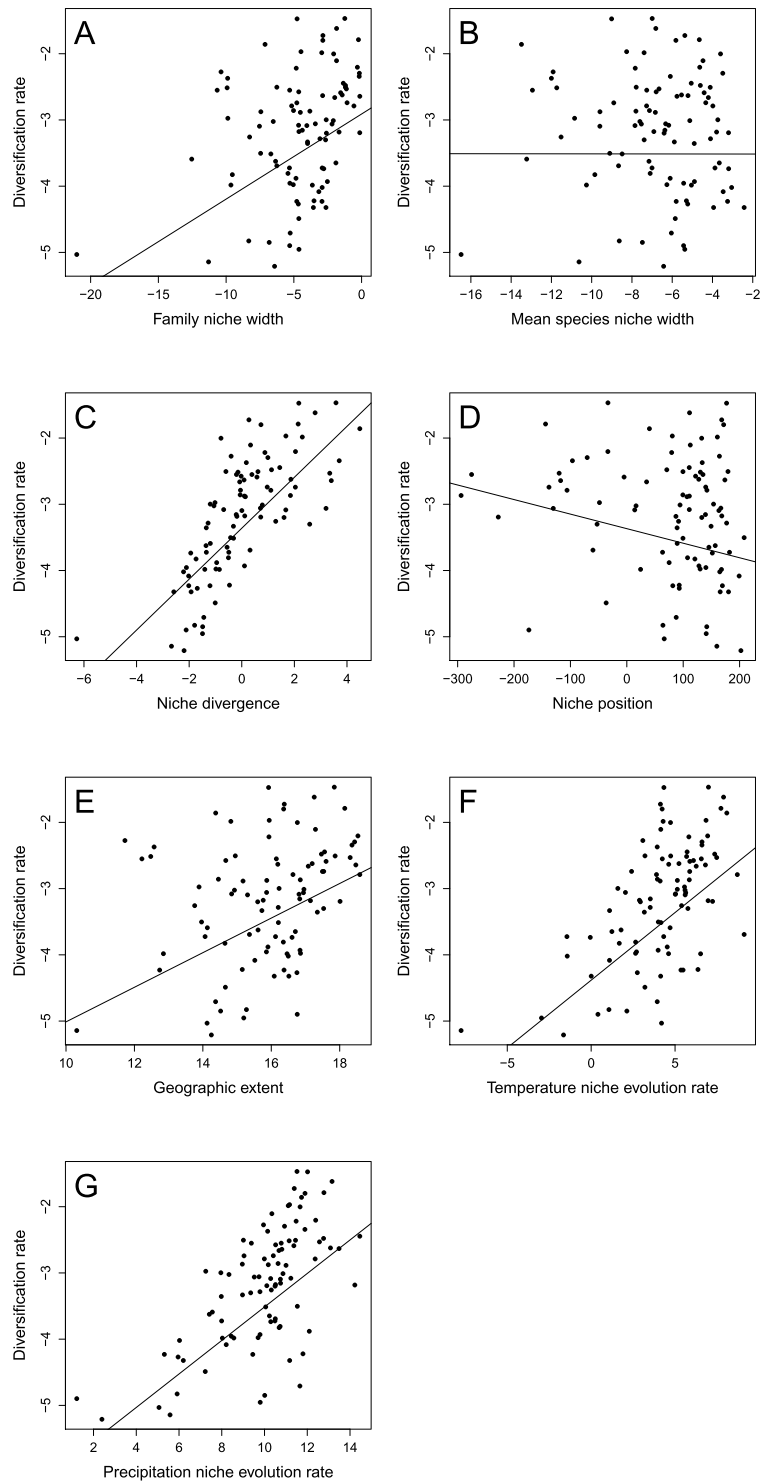 A
Diversification rate
−2
−3
−4
−5
−20 −15 −10 −5 0
Family niche width
B
Diversification rate
−2
−3
−4
−5
−16 −14 −12 −10 −8 −6 −4 −2
Mean species niche width
C
Diversification rate
−2
−3
−4
−5
−6 −4 −2 0 2 4
Niche divergence
D
Diversification rate
−2
−3
−4
−5
−300 −200 −100 0 100 200
Niche position
E
Diversification rate
−2
−3
−4
−5
10 12 14 16 18
Geographic extent
F
Diversification rate
−2
−3
−4
−5
−5 0 5
Temperature niche evolution rate
G
Diversification rate
−2
−3
−4
−5
2 4 6 8 10 12 14
Precipitation niche evolution rate